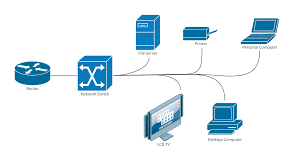 File Server
Printer
Personal Computer
Router
Network Switch
LCD TV
Desktop Computer